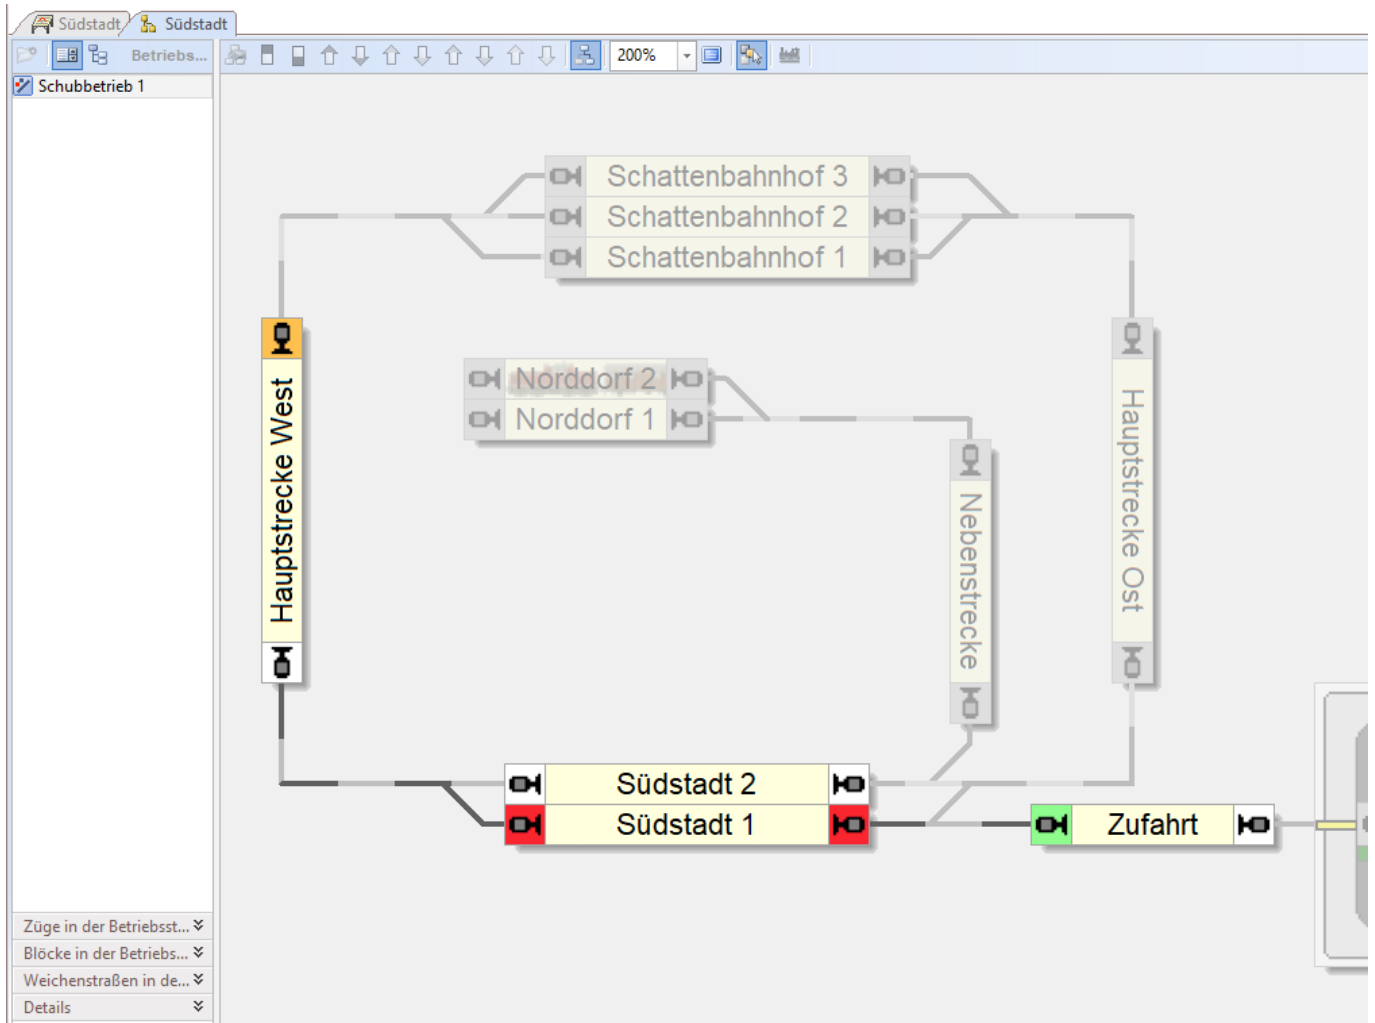 Südstadt
Südstadt
Betriebs...
200%
Schubbetrieb 1
Schattenbahnhof 3
Schattenbahnhof 2
Schattenbahnhof 1
Hauptstrecke West
Norddorf 2
Norddorf 1
Nebenstrecke
Hauptstrecke Ost
Südstadt 2
Südstadt 1
Zufahrt
Züge in der Betriebsst...
Blöcke in der Betriebs...
Weichenstraßen in de...
Details